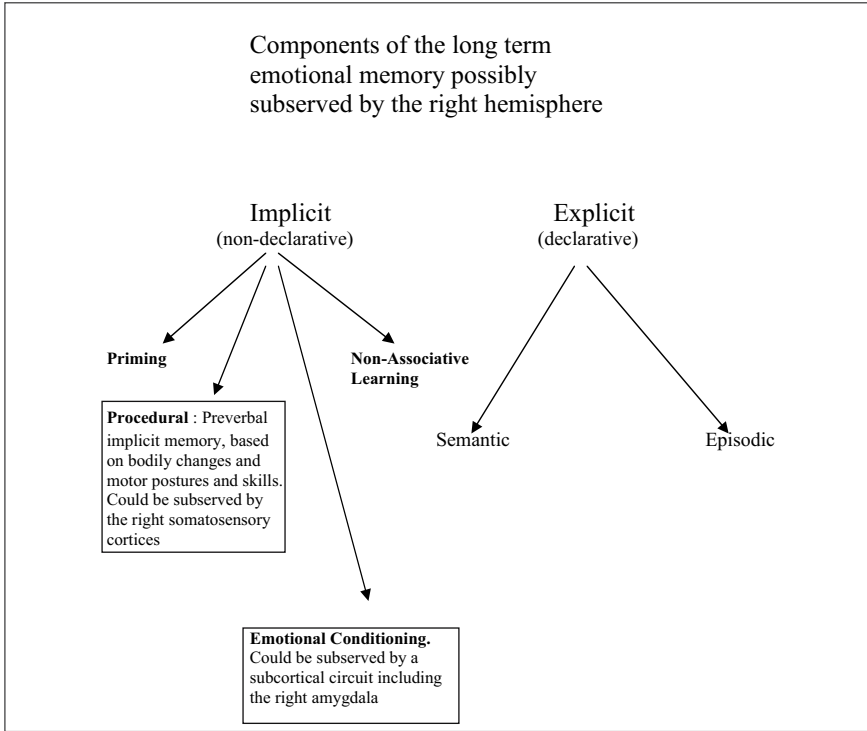 Components of the long term
emotional memory possibly
subserved by the right hemisphere
Implicit
(non-declarative)
Explicit
(declarative)
Priming
Non-Associative
Learning
Procedural : Preverbal
implicit memory, based
on bodily changes and
motor postures and skills.
Could be subserved by
the right somatosensory
cortices
Semantic
Episodic
Emotional Conditioning.
Could be subserved by a
subcortical circuit including
the right amygdala